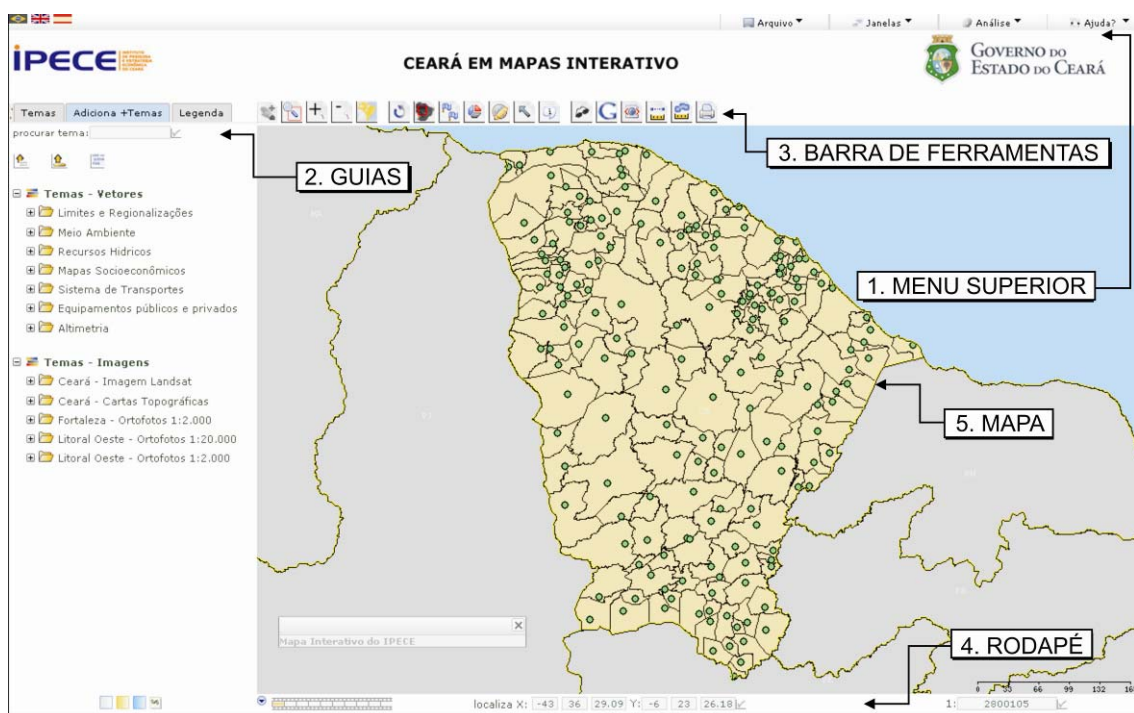 Arquivo
Janelas
Análise
Ajuda?
IPECE
CEARÁ EM MAPAS INTERATIVO
GOVERNO DO
ESTADO DO CEARÁ
Temas
Adiciona +Temas
Legenda
procurar tema:
2. GUIAS
3. BARRA DE FERRAMENTAS
1. MENU SUPERIOR
Temas - Vetores
Limites e Regionalizações
Meio Ambiente
Recursos Hídricos
Mapas Socioeconômicos
Sistema de Transportes
Equipamentos públicos e privados
Altimetria
Temas - Imagens
Ceará - Imagem Landsat
Ceará - Cartas Topográficas
Fortaleza - Ortofotos 1:2.000
Litoral Oeste - Ortofotos 1:20.000
Litoral Oeste - Ortofotos 1:2.000
5. MAPA
Mapa Interativo do IPECE
4. RODAPÉ
0 33 66 99 132
localiza X: -43 36 29.09 Y: -6 23 26.18
1: 2800105